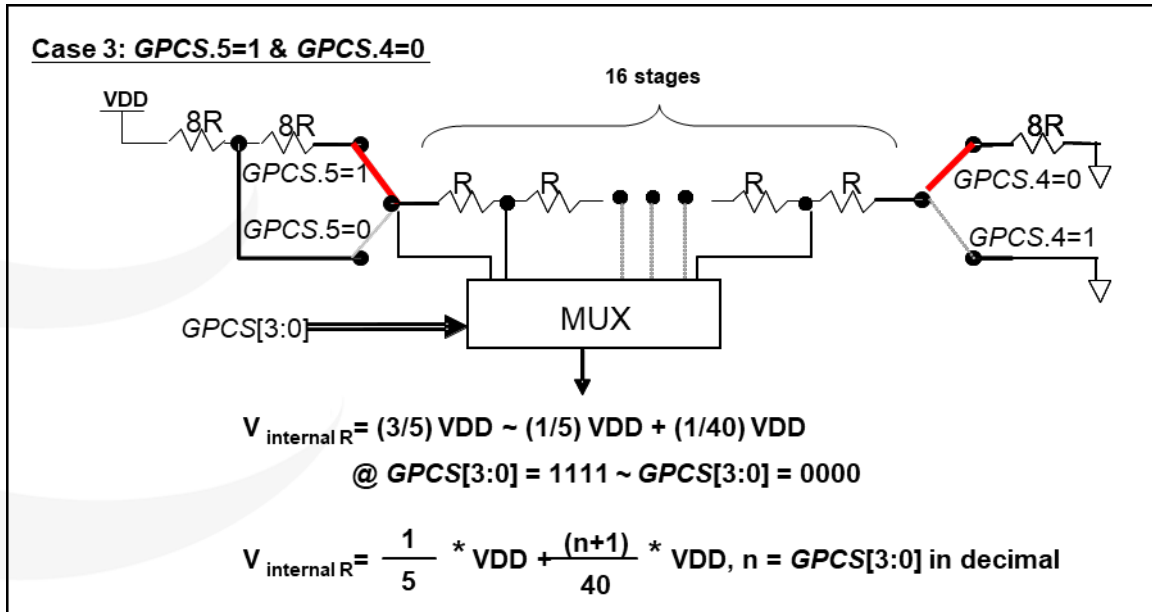 Case 3: GPCS.5=1 & GPCS.4=0
16 stages
VDD
8R
8R
8R
GPCS.5=1
R
R
R
R
GPCS.4=0
GPCS.5=0
GPCS.4=1
MUX
GPCS[3:0]
V internal R= (3/5) VDD ~ (1/5) VDD + (1/40) VDD
@ GPCS[3:0] = 1111 ~ GPCS[3:0] = 0000
V internal R= 1/5 * VDD + (n+1)/40 * VDD, n = GPCS[3:0] in decimal